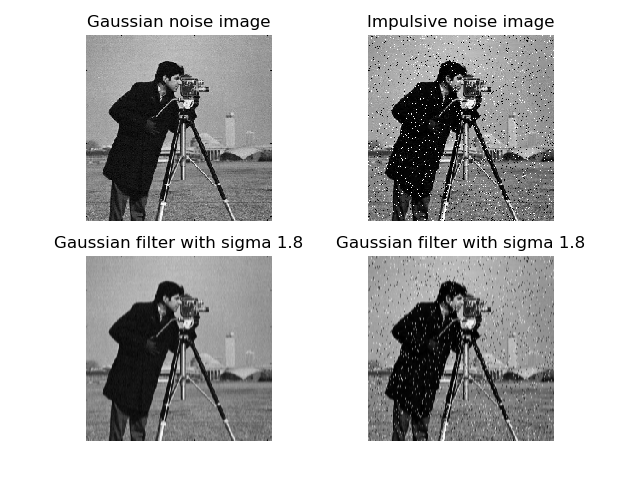 Gaussian noise image
Impulsive noise image
Gaussian filter with sigma 1.8
Gaussian filter with sigma 1.8